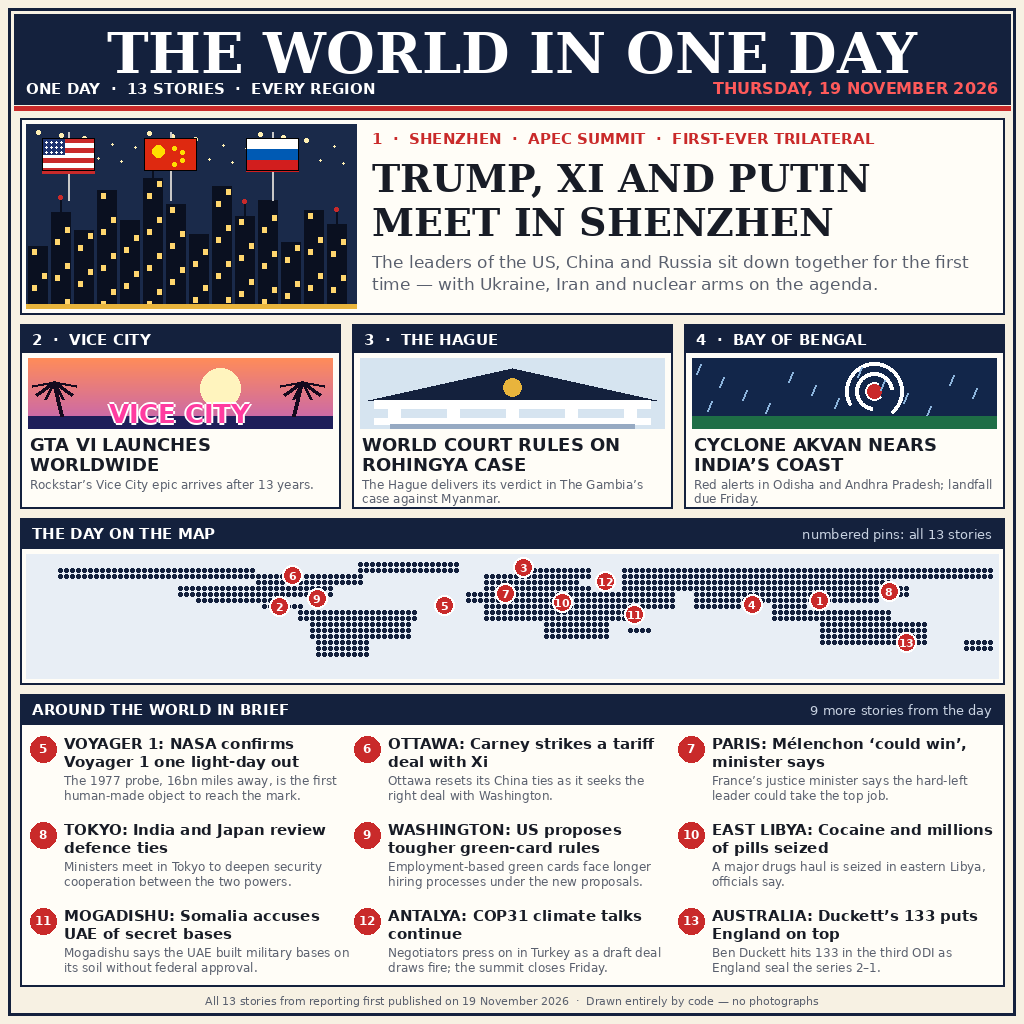 THE WORLD IN ONE DAY
ONE DAY · 13 STORIES · EVERY REGION
THURSDAY, 19 NOVEMBER 2026
1 · SHENZHEN · APEC SUMMIT · FIRST-EVER TRILATERAL
TRUMP, XI AND PUTIN
MEET IN SHENZHEN
The leaders of the US, China and Russia sit down together for the first
time — with Ukraine, Iran and nuclear arms on the agenda.
2 · VICE CITY
VICE CITY
GTA VI LAUNCHES
WORLDWIDE
Rockstar’s Vice City epic arrives after 13 years.
3 · THE HAGUE
WORLD COURT RULES ON
ROHINGYA CASE
The Hague delivers its verdict in The Gambia’s
case against Myanmar.
4 · BAY OF BENGAL
CYCLONE AKVAN NEARS
INDIA’S COAST
Red alerts in Odisha and Andhra Pradesh; landfall
due Friday.
THE DAY ON THE MAP
numbered pins: all 13 stories
3
6
12
7
8
9
10
1
2
5
4
11
13
AROUND THE WORLD IN BRIEF
9 more stories from the day
5
VOYAGER 1: NASA confirms
Voyager 1 one light-day out
The 1977 probe, 16bn miles away, is the first
human-made object to reach the mark.
6
OTTAWA: Carney strikes a tariff
deal with Xi
Ottawa resets its China ties as it seeks the
right deal with Washington.
7
PARIS: Mélenchon ‘could win’,
minister says
France’s justice minister says the hard-left
leader could take the top job.
8
TOKYO: India and Japan review
defence ties
Ministers meet in Tokyo to deepen security
cooperation between the two powers.
9
WASHINGTON: US proposes
tougher green-card rules
Employment-based green cards face longer
hiring processes under the new proposals.
10
EAST LIBYA: Cocaine and millions
of pills seized
A major drugs haul is seized in eastern Libya,
officials say.
11
MOGADISHU: Somalia accuses
UAE of secret bases
Mogadishu says the UAE built military bases on
its soil without federal approval.
12
ANTALYA: COP31 climate talks
continue
Negotiators press on in Turkey as a draft deal
draws fire; the summit closes Friday.
13
AUSTRALIA: Duckett’s 133 puts
England on top
Ben Duckett hits 133 in the third ODI as
England seal the series 2–1.
All 13 stories from reporting first published on 19 November 2026 · Drawn entirely by code — no photographs